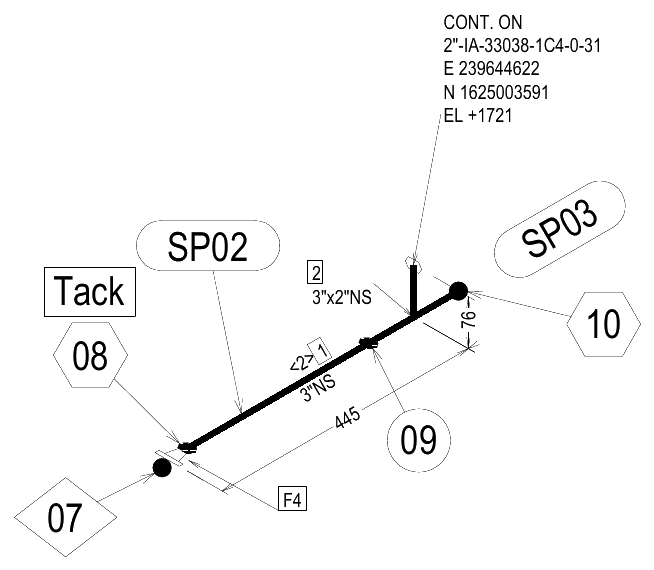 CONT. ON
2"-IA-33038-1C4-0-31
E 239644622
N 1625003591
EL +1721
SP03
SP02
2
3"x2"NS
Tack
10
76
08
<2> 1
3"NS
445
09
F4
07